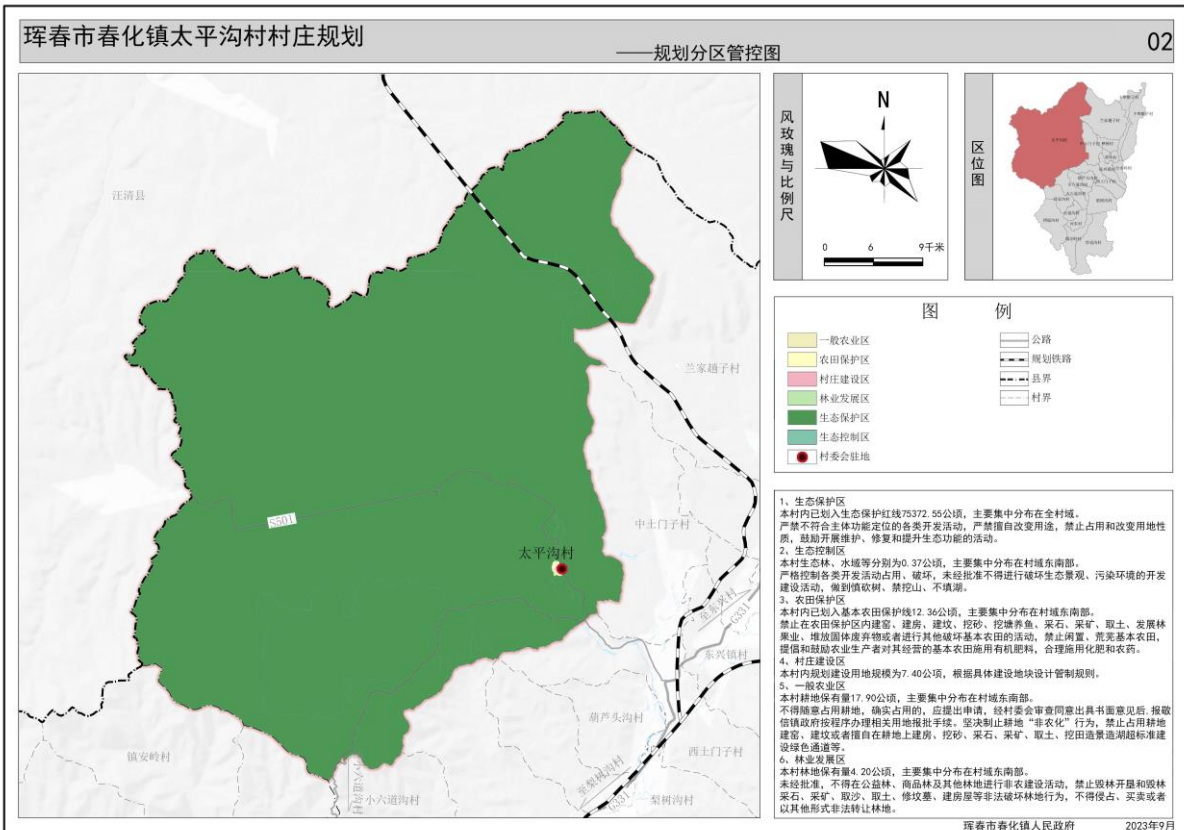 珲春市春化镇太平沟村村庄规划
——规划分区管控图
02
汪清县
兰家趟子村
中土门子村
S501
太平沟村
至东兴村
G331
东兴镇村
葫芦头沟村
西土门子村
镇安岭村
小六道沟村
小六道沟村
至梨树沟村
G331
梨树沟村
风玫瑰与比例尺
N
0 6 9千米
区位图
太平沟村
图 例
一般农业区
农田保护区
村庄建设区
林业发展区
生态保护区
生态控制区
村委会驻地
公路
规划铁路
县界
村界
1、生态保护区
本村内已划入生态保护红线75372.55公顷，主要集中分布在全村域。
严禁不符合主体功能定位的各类开发活动，严禁擅自改变用途，禁止占用和改变用地性
质，鼓励开展维护、修复和提升生态功能的活动。
2、生态控制区
本村生态林、水域等分别为0.37公顷，主要集中分布在村域东南部。
严格控制各类开发活动占用、破坏，未经批准不得进行破坏生态景观、污染环境的开发
建设活动，做到慎砍树、禁挖山、不填湖。
3、农田保护区
本村内已划入基本农田保护线12.36公顷，主要集中分布在村域东南部。
禁止在农田保护区内建窑、建房、建坟、挖砂、挖塘养鱼、采石、采矿、取土、发展林
果业、堆放固体废弃物或者进行其他破坏基本农田的活动，禁止闲置、荒芜基本农田，
提倡和鼓励农业生产者对其经营的基本农田施用有机肥料，合理施用化肥和农药。
4、村庄建设区
本村内规划建设用地规模为7.40公顷，根据具体建设地块设计管制规则。
5、一般农业区
本村耕地保有量17.90公顷，主要集中分布在村域东南部。
不得随意占用耕地，确实占用的，应提出申请，经村委会审查同意出具书面意见后.报敬
信镇政府按程序办理相关用地报批手续。坚决制止耕地“非农化”行为，禁止占用耕地
建窑、建坟或者擅自在耕地上建房、挖砂、采石、采矿、取土、挖田造景造湖超标准建
设绿色通道等。
6、林业发展区
本村林地保有量4.20公顷，主要集中分布在村域东南部。
未经批准，不得在公益林、商品林及其他林地进行非农建设活动，禁止毁林开垦和毁林
采石、采矿、取沙、取土、修坟墓、建房屋等非法破坏林地行为，不得侵占、买卖或者
以其他形式非法转让林地。
珲春市春化镇人民政府 2023年9月